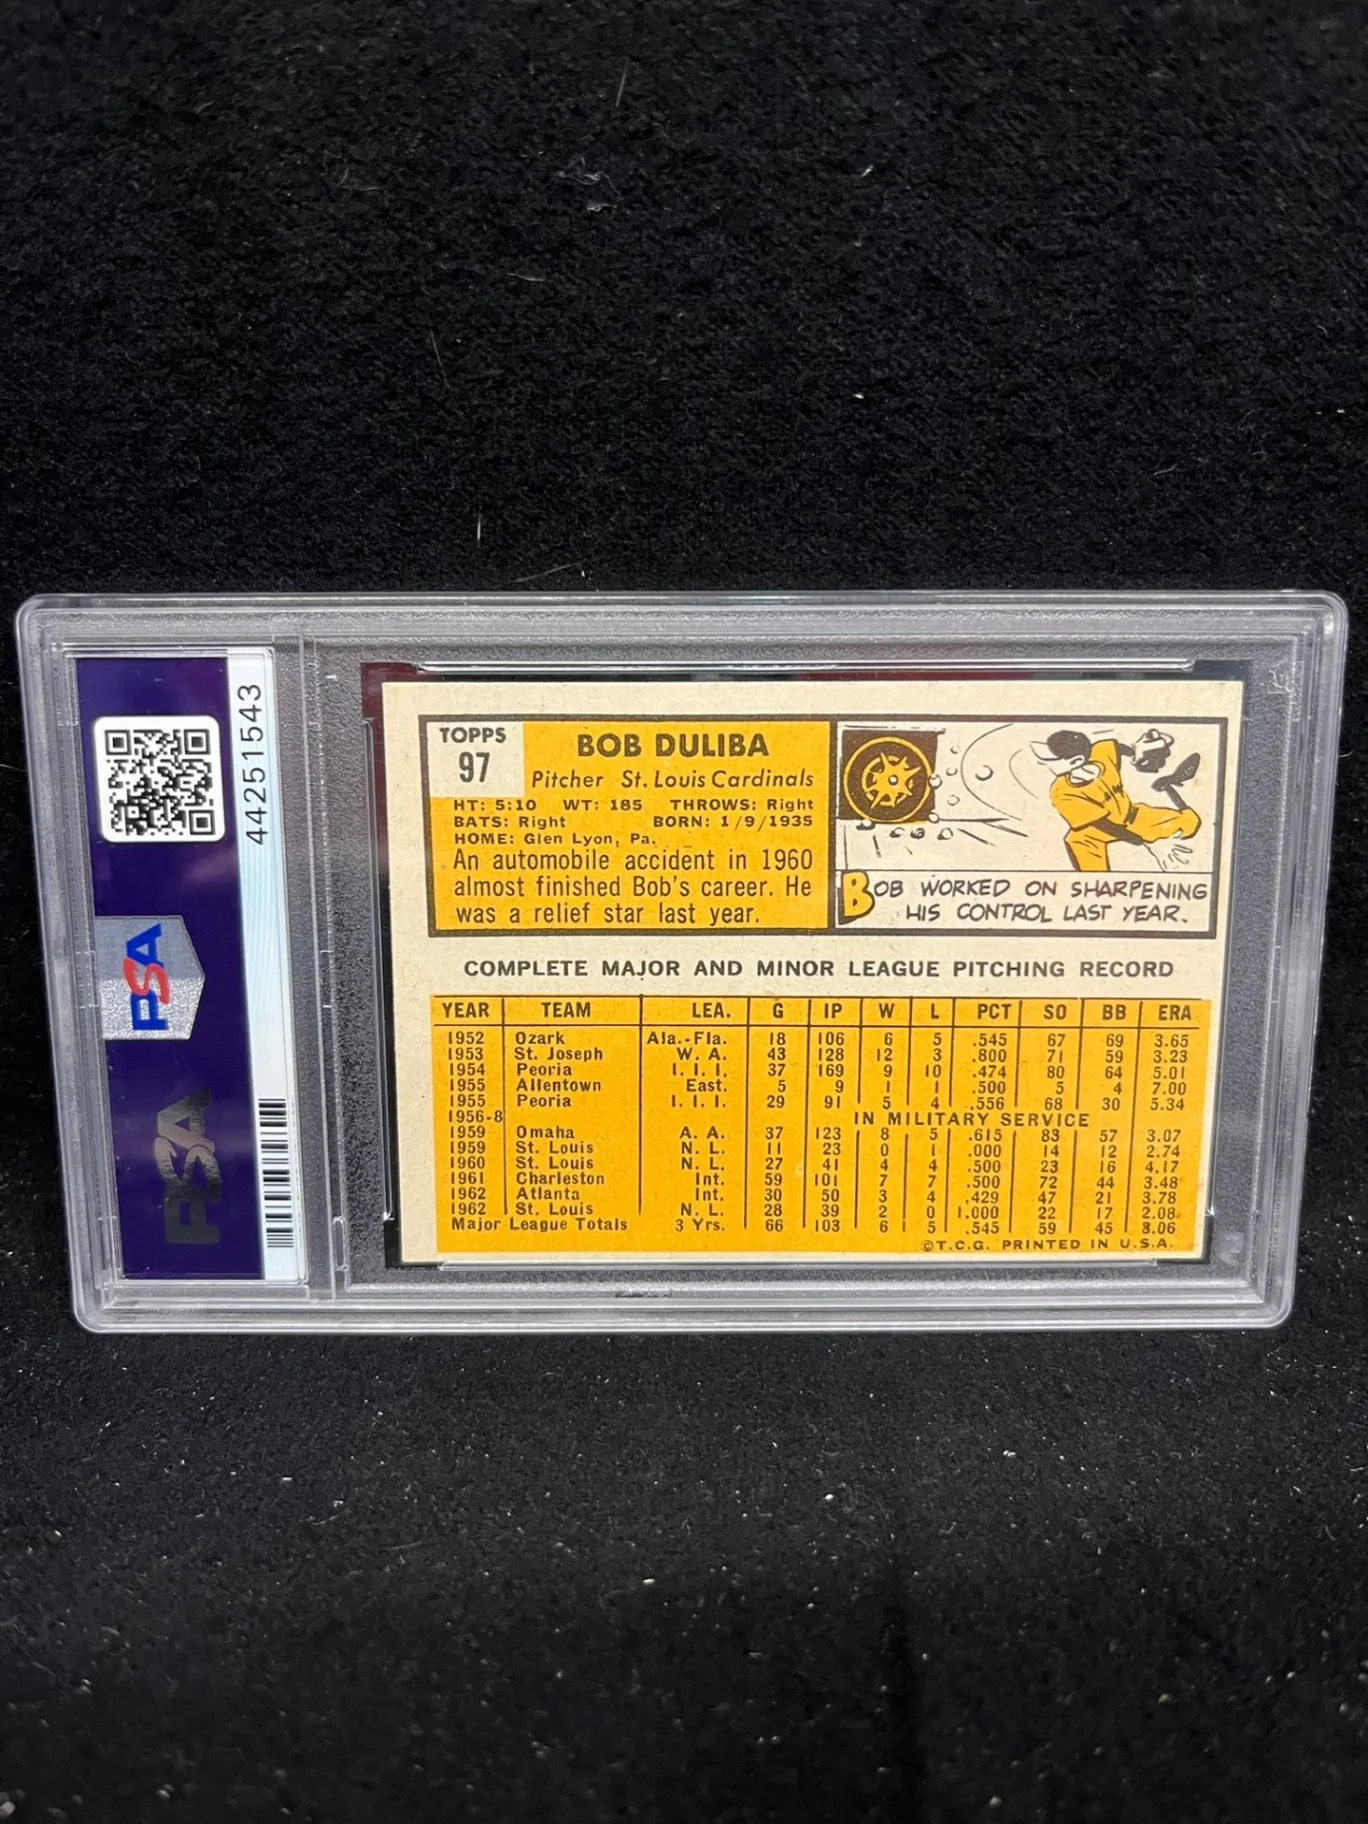 44251543
PSA
PSA
TOPPS
97
BOB DULIBA
Pitcher St. Louis Cardinals
HT: 5:10 WT: 185 THROWS: Right
BATS: Right BORN: 1/9/1935
HOME: Glen Lyon, Pa.
An automobile accident in 1960
almost finished Bob's career. He
was a relief star last year.
BOB WORKED ON SHARPENING
HIS CONTROL LAST YEAR.
COMPLETE MAJOR AND MINOR LEAGUE PITCHING RECORD
YEAR TEAM LEA. G IP W L PCT SO BB ERA
1952 Ozark Ala.-Fla. 18 106 6 5 .545 67 69 3.65
1953 St. Joseph W. A. 43 128 12 3 .800 71 59 3.23
1954 Peoria I. I. I. 37 169 9 10 .474 80 64 5.01
1955 Allentown East. 5 9 1 1 .500 5 4 7.00
1955 Peoria I. I. I. 29 91 5 4 .556 68 30 5.34
1956-8 IN MILITARY SERVICE
1959 Omaha A. A. 37 123 8 5 .615 83 57 3.07
1959 St. Louis N. L. 11 23 0 1 .000 14 12 2.74
1960 St. Louis N. L. 27 41 4 4 .500 23 16 4.17
1961 Charleston Int. 59 101 7 7 .500 72 44 3.48
1962 Atlanta Int. 30 50 3 4 .429 47 21 3.78
1962 St. Louis N. L. 28 39 2 0 1.000 22 17 2.08
Major League Totals 3 Yrs. 66 103 6 5 .545 59 45 3.06
©T.C.G. PRINTED IN U.S.A.